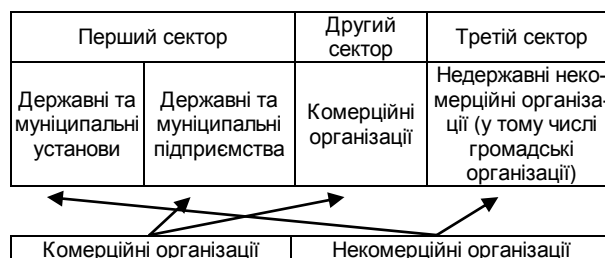 Перший сектор
Другий
сектор
Третій сектор
Державні та
муніципальні
установи
Державні та
муніципальні
підприємства
Комерційні
організації
Недержавні неко-
мерційні організа-
ції (у тому числі
громадські
організації)
Комерційні організації
Некомерційні організації